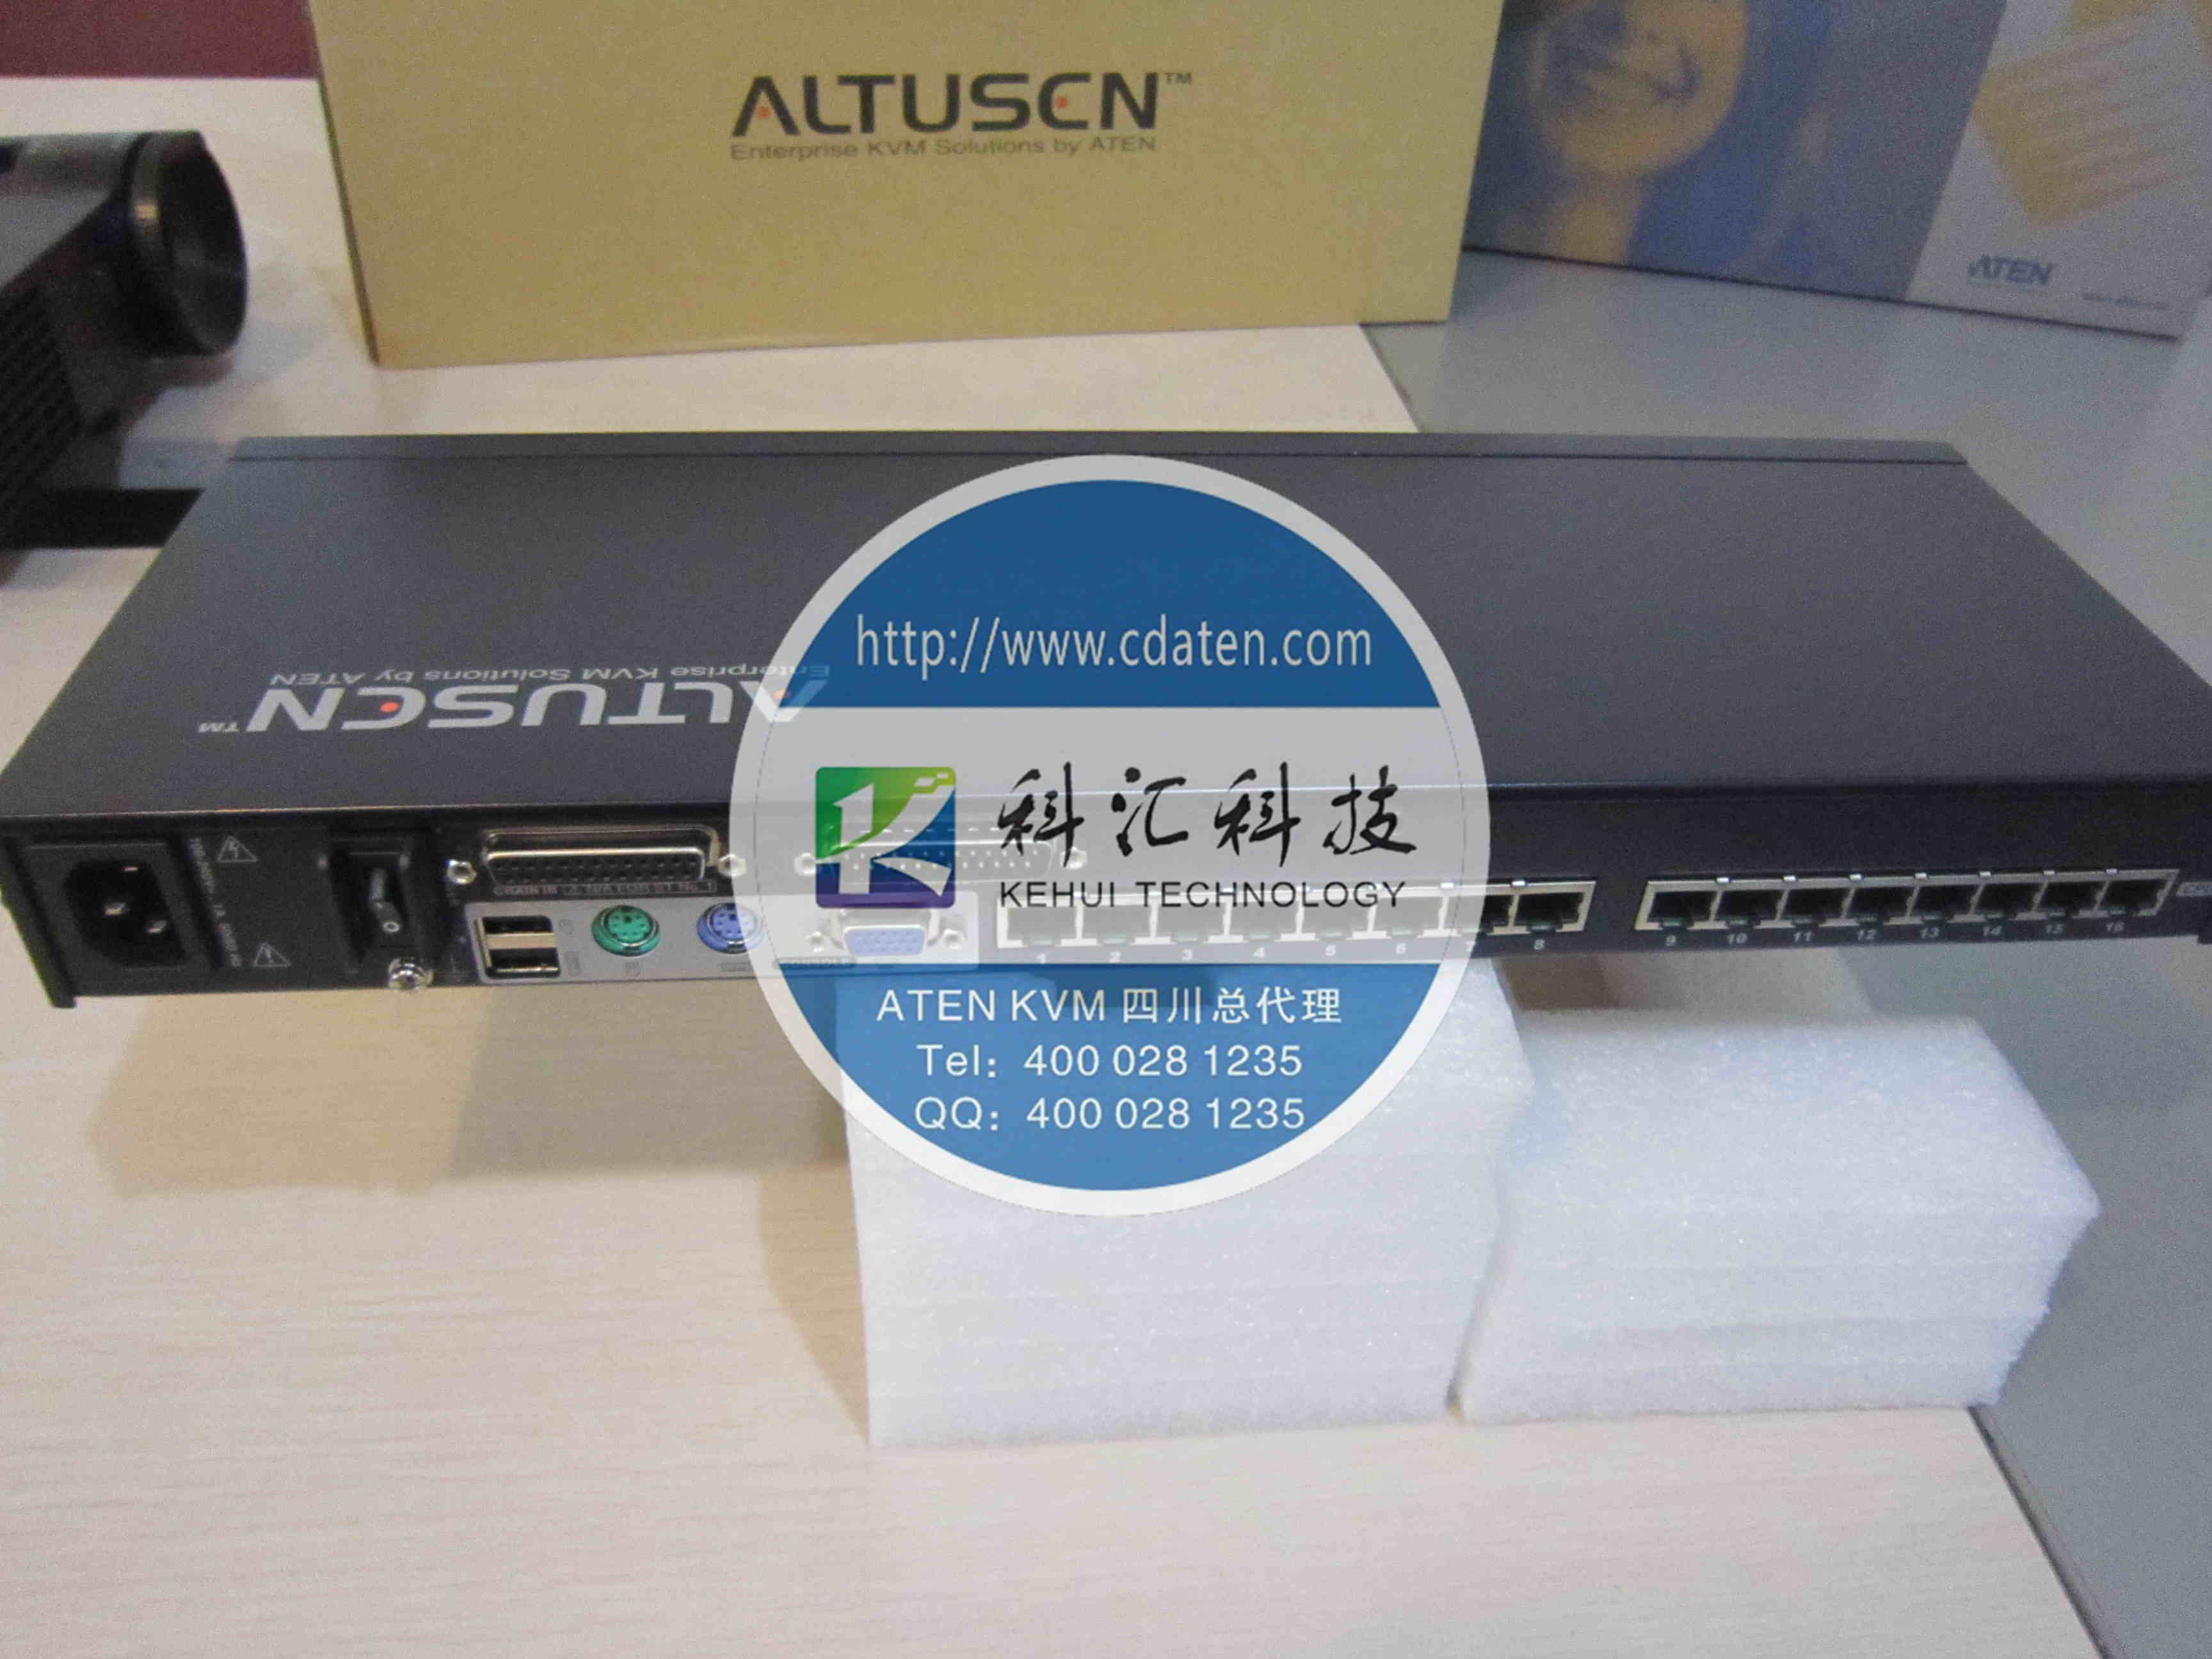 ALTUSCN™
Enterprise KVM Solutions by ATEN
ATEN
http://www.cdaten.com
Enterprise KVM Solutions by ATEN
ALTUSCN™
科汇科技
KEHUI TECHNOLOGY
1 2 3 4 5 6 7 8 9 10 11 12 13 14 15 16
ATEN KVM 四川总代理
Tel：400 028 1235
QQ：400 028 1235